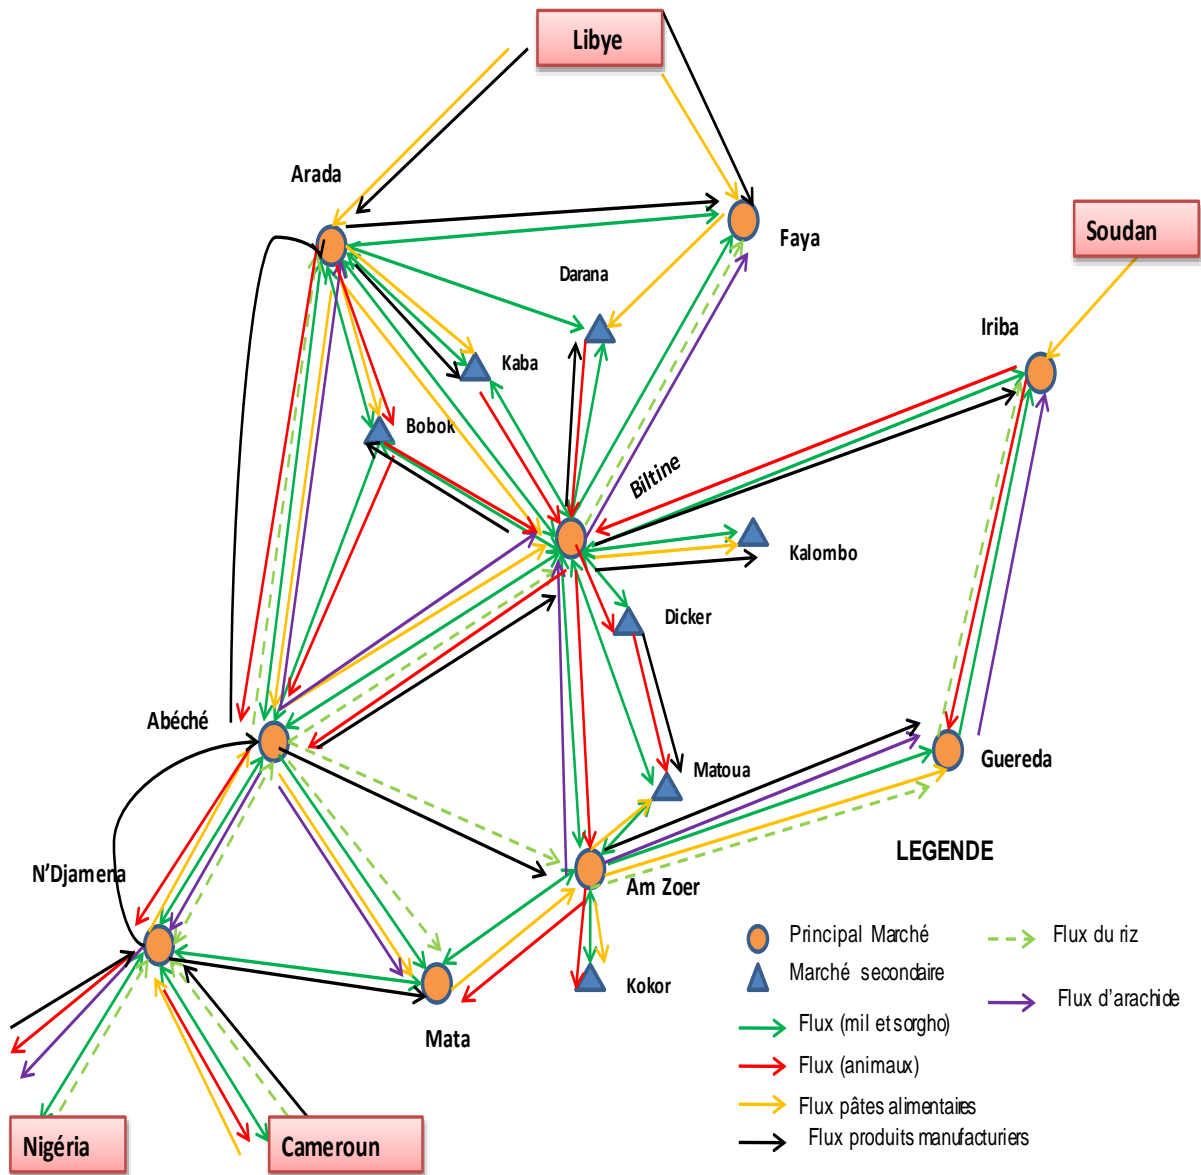 Libye
Arada
Faya
Soudan
Darana
Iriba
Kaba
Bobok
Biltine
Kalombo
Dicker
Abéché
Matoua
Guereda
N'Djamena
Am Zoer
LEGENDE
Kokor
Mata
Principal Marché
Marché secondaire
Flux (mil et sorgho)
Flux (animaux)
Flux pâtes alimentaires
Flux produits manufacturiers
Flux du riz
Flux d'arachide
Nigéria
Cameroun